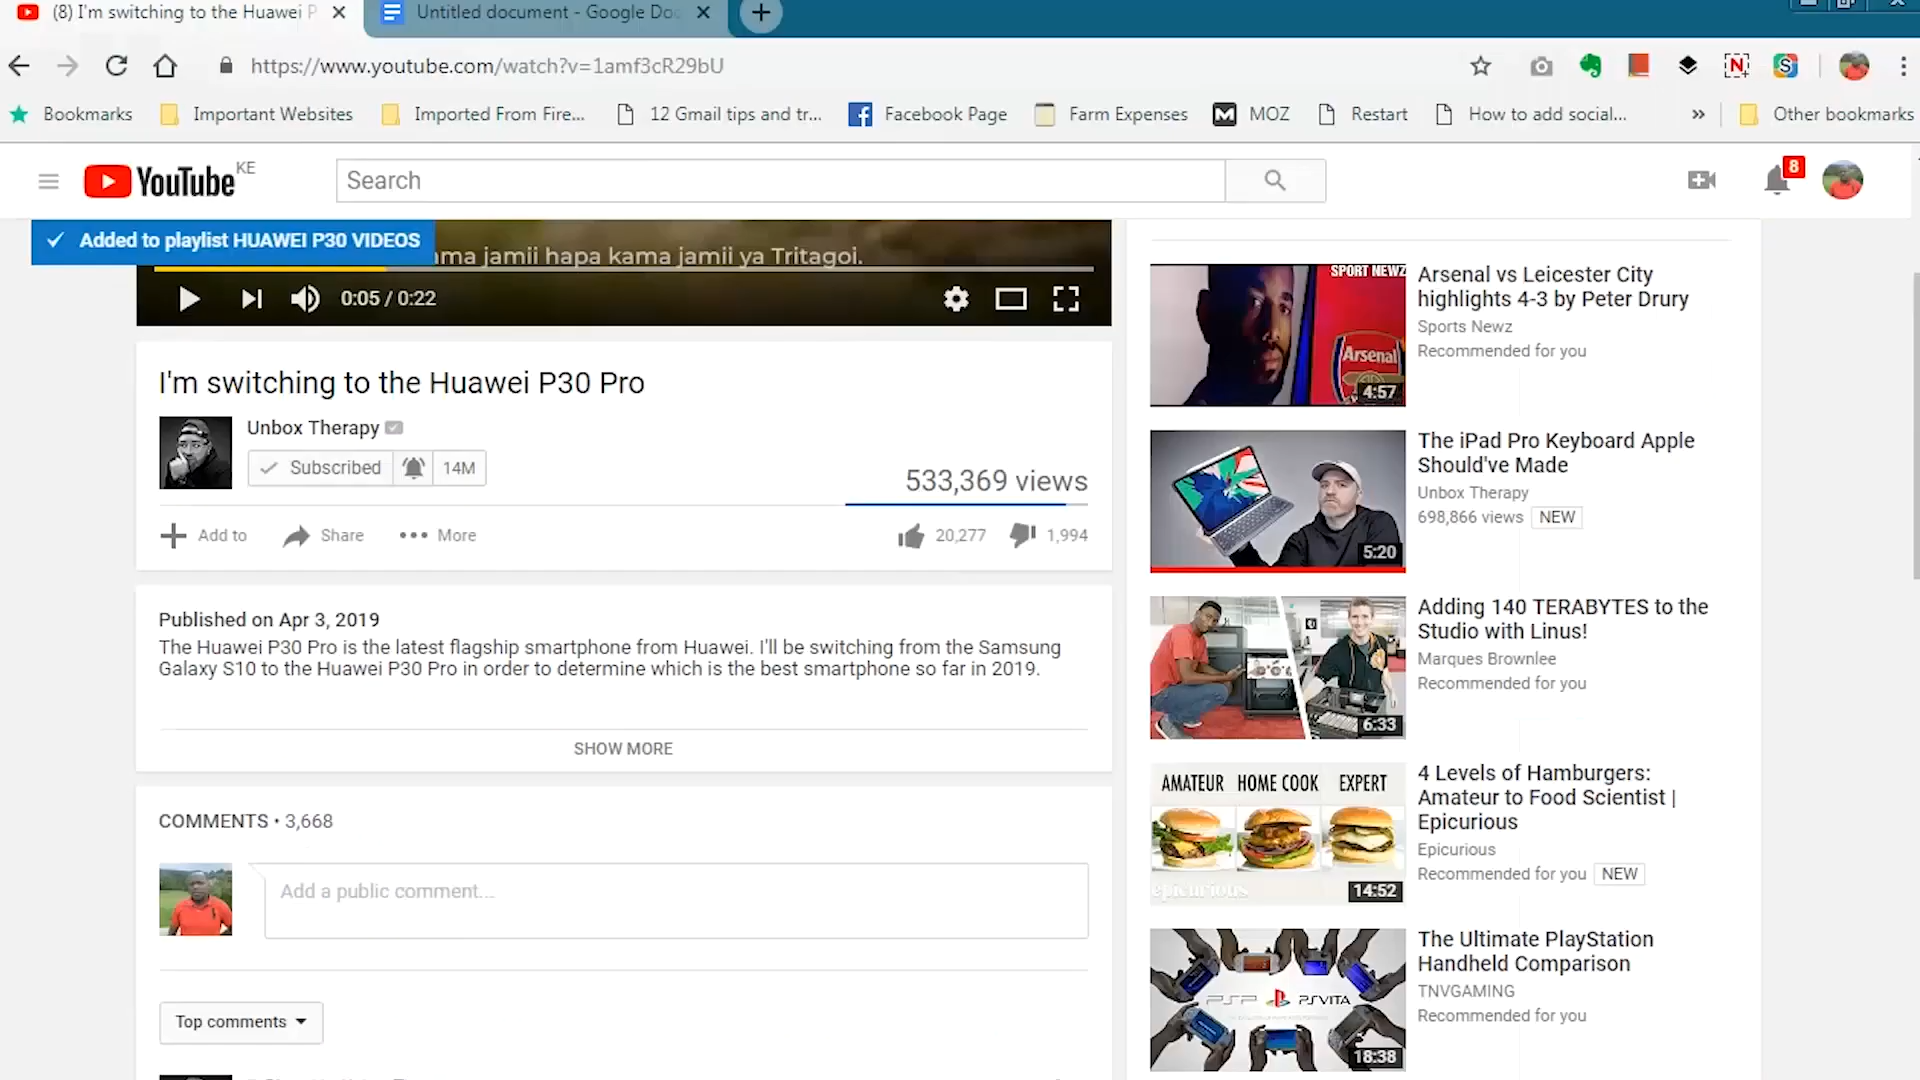 (8) I'm switching to the Huawei P
Untitled document - Google Doc
https://www.youtube.com/watch?v=1amf3cR29bU
Bookmarks
Important Websites
Imported From Fire...
12 Gmail tips and tr...
Facebook Page
Farm Expenses
MOZ
Restart
How to add social...
»
Other bookmarks
YouTube KE
Search
8
✓ Added to playlist HUAWEI P30 VIDEOS
ama jamii hapa kama jamii ya Tritagoi.
0:05 / 0:22
I'm switching to the Huawei P30 Pro
Unbox Therapy
Subscribed
14M
533,369 views
Add to
Share
More
20,277
1,994
Published on Apr 3, 2019
The Huawei P30 Pro is the latest flagship smartphone from Huawei. I'll be switching from the Samsung
Galaxy S10 to the Huawei P30 Pro in order to determine which is the best smartphone so far in 2019.
SHOW MORE
COMMENTS • 3,668
Add a public comment...
Top comments
SPORT NEWZ
Arsenal
4:57
Arsenal vs Leicester City
highlights 4-3 by Peter Drury
Sports Newz
Recommended for you
5:20
The iPad Pro Keyboard Apple
Should've Made
Unbox Therapy
698,866 views NEW
6:33
Adding 140 TERABYTES to the
Studio with Linus!
Marques Brownlee
Recommended for you
AMATEUR HOME COOK EXPERT
epicurious
14:52
4 Levels of Hamburgers:
Amateur to Food Scientist |
Epicurious
Epicurious
Recommended for you NEW
PSP PSVITA
18:38
The Ultimate PlayStation
Handheld Comparison
TNVGAMING
Recommended for you